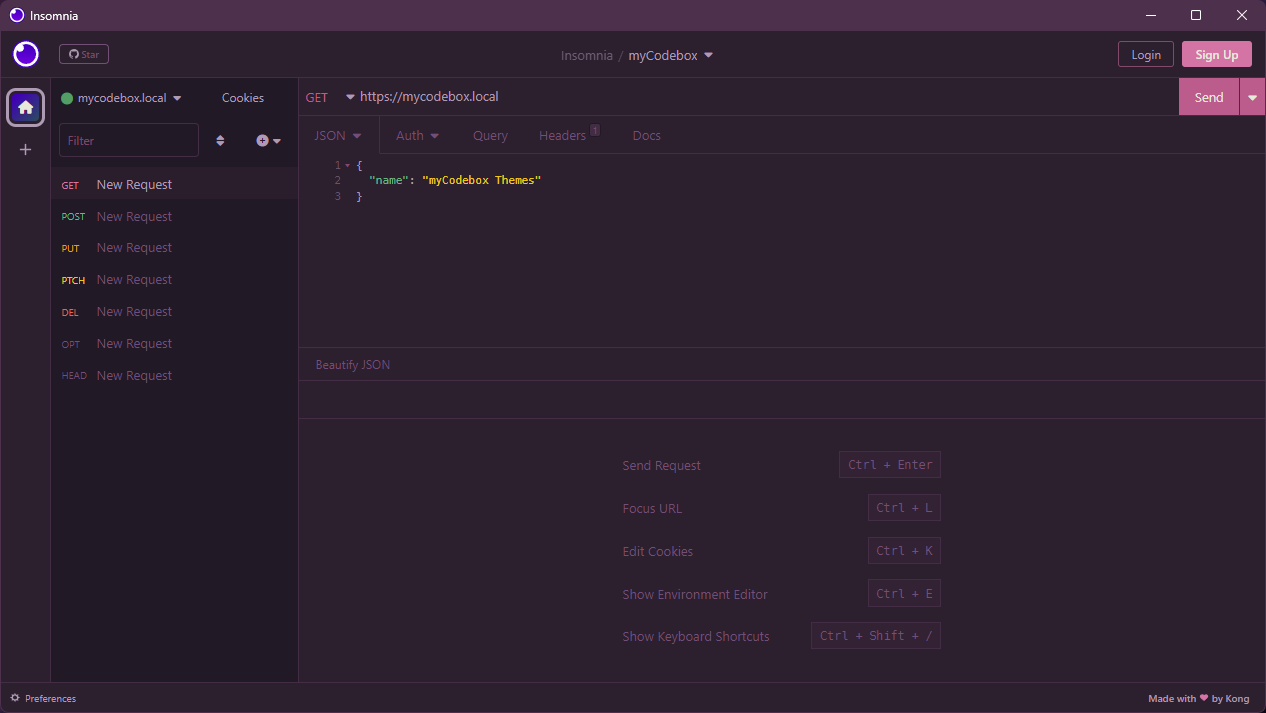 Insomnia
Star
Insomnia / myCodebox
Login
Sign Up
mycodebox.local
Cookies
GET
https://mycodebox.local
Send
Filter
JSON
Auth
Query
Headers 1
Docs
GET New Request
POST New Request
PUT New Request
PTCH New Request
DEL New Request
OPT New Request
HEAD New Request
1 {
2 "name": "myCodebox Themes"
3 }
Beautify JSON
Send Request Ctrl + Enter
Focus URL Ctrl + L
Edit Cookies Ctrl + K
Show Environment Editor Ctrl + E
Show Keyboard Shortcuts Ctrl + Shift + /
Preferences
Made with ❤ by Kong